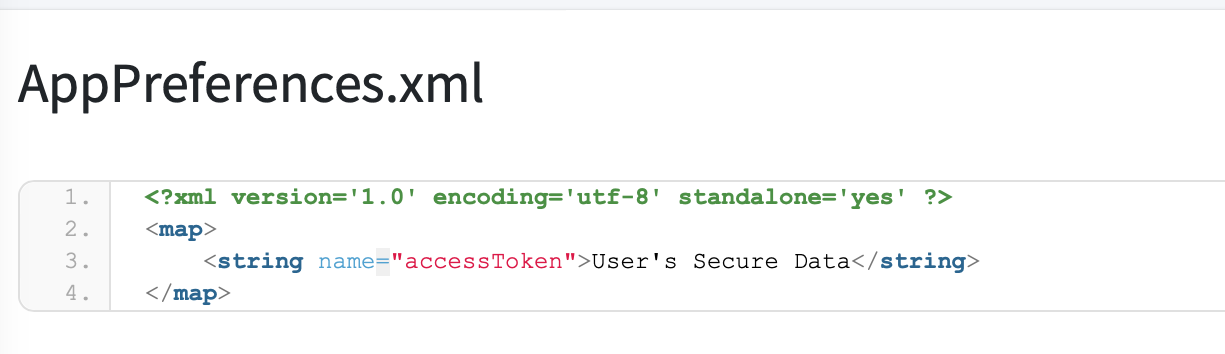 AppPreferences.xml
1. <?xml version='1.0' encoding='utf-8' standalone='yes' ?>
2. <map>
3.     <string name="accessToken">User's Secure Data</string>
4. </map>